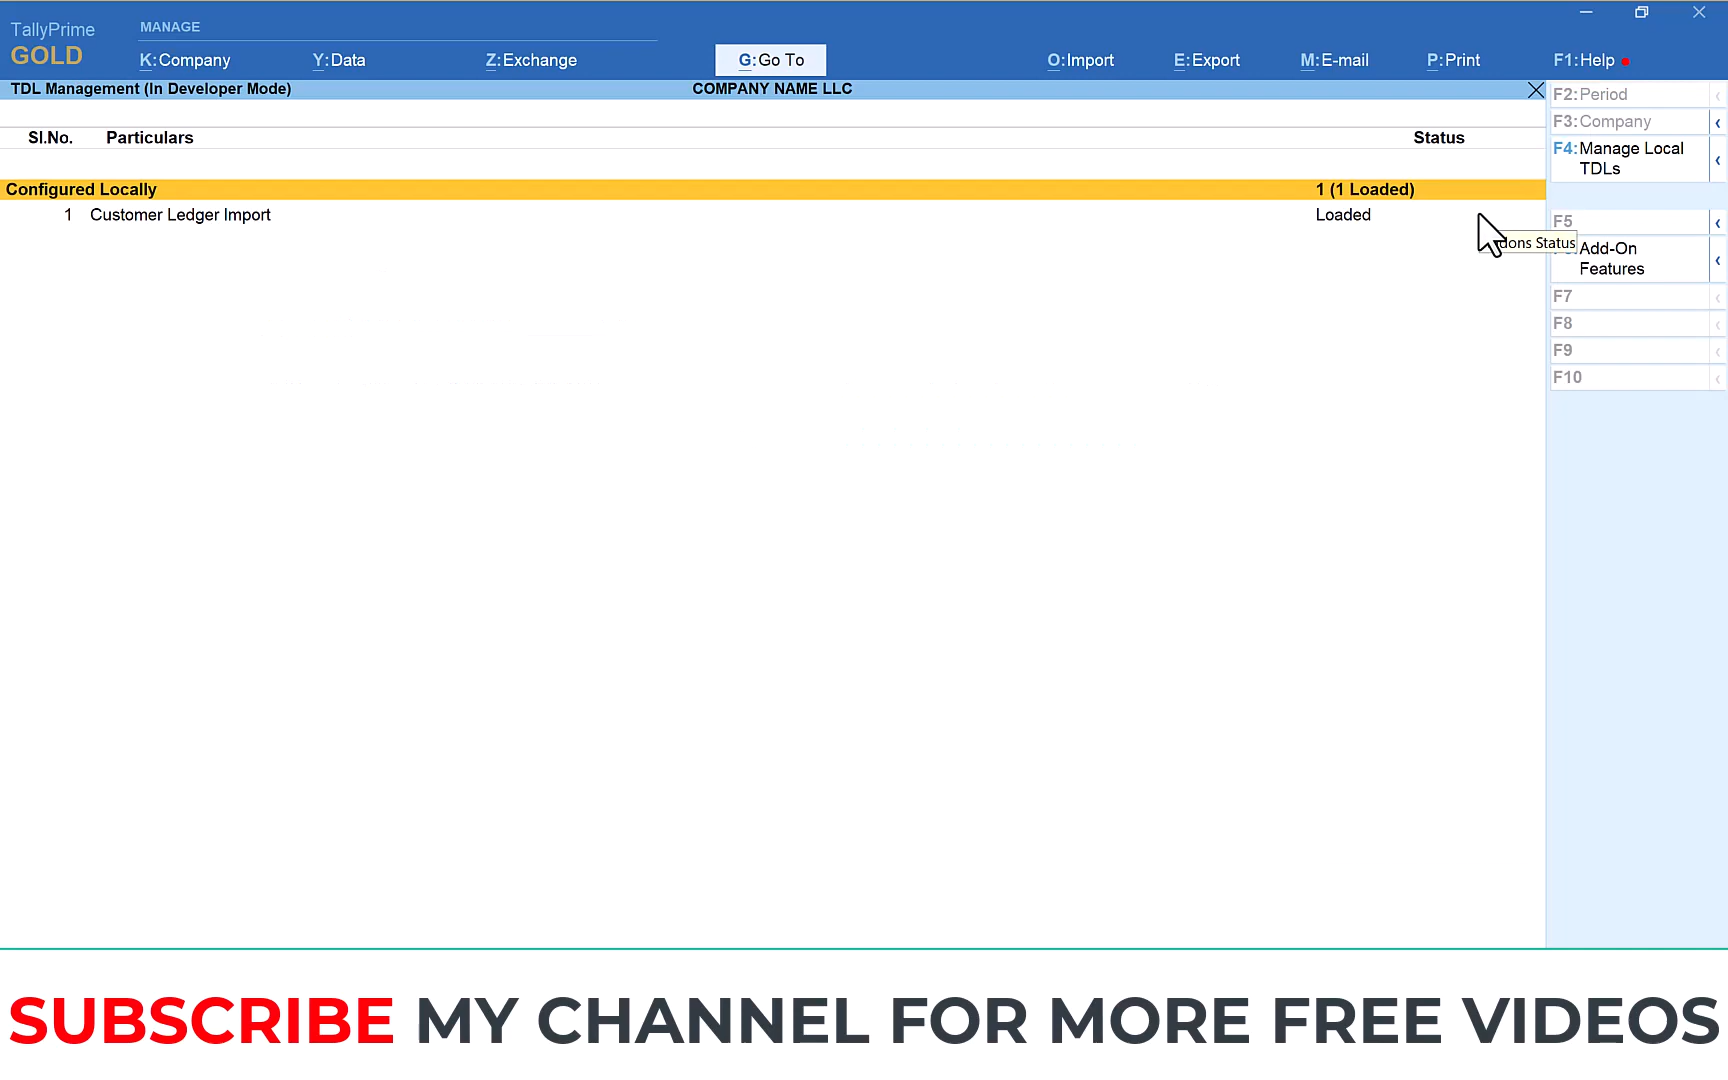 TallyPrime
GOLD
MANAGE
K:Company Y:Data Z:Exchange G:Go To O:Import E:Export M:E-mail P:Print F1:Help
TDL Management (In Developer Mode) COMPANY NAME LLC
Sl.No. Particulars Status
Configured Locally 1 (1 Loaded)
1 Customer Ledger Import Loaded
F2:Period
F3:Company
F4:Manage Local
TDLs
F5
Status
Add-On
Features
F7
F8
F9
F10
SUBSCRIBE MY CHANNEL FOR MORE FREE VIDEOS